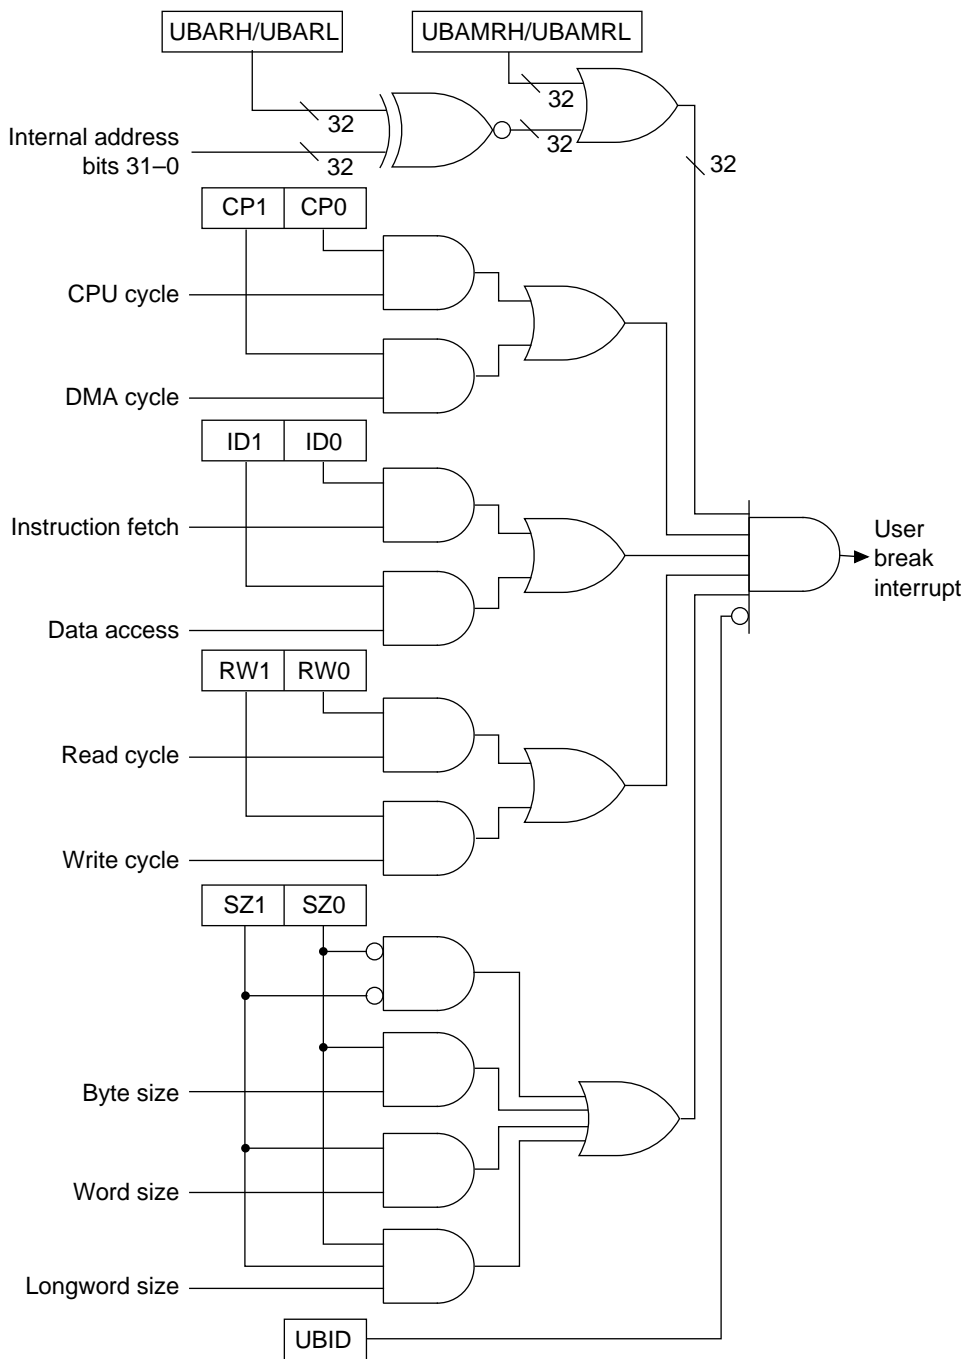 UBARH/UBARL
UBAMRH/UBAMRL
32
32
32
32
32
Internal address
bits 31–0
CP1 CP0
CPU cycle
DMA cycle
ID1 ID0
Instruction fetch
Data access
User
break
interrupt
RW1 RW0
Read cycle
Write cycle
SZ1 SZ0
Byte size
Word size
Longword size
UBID